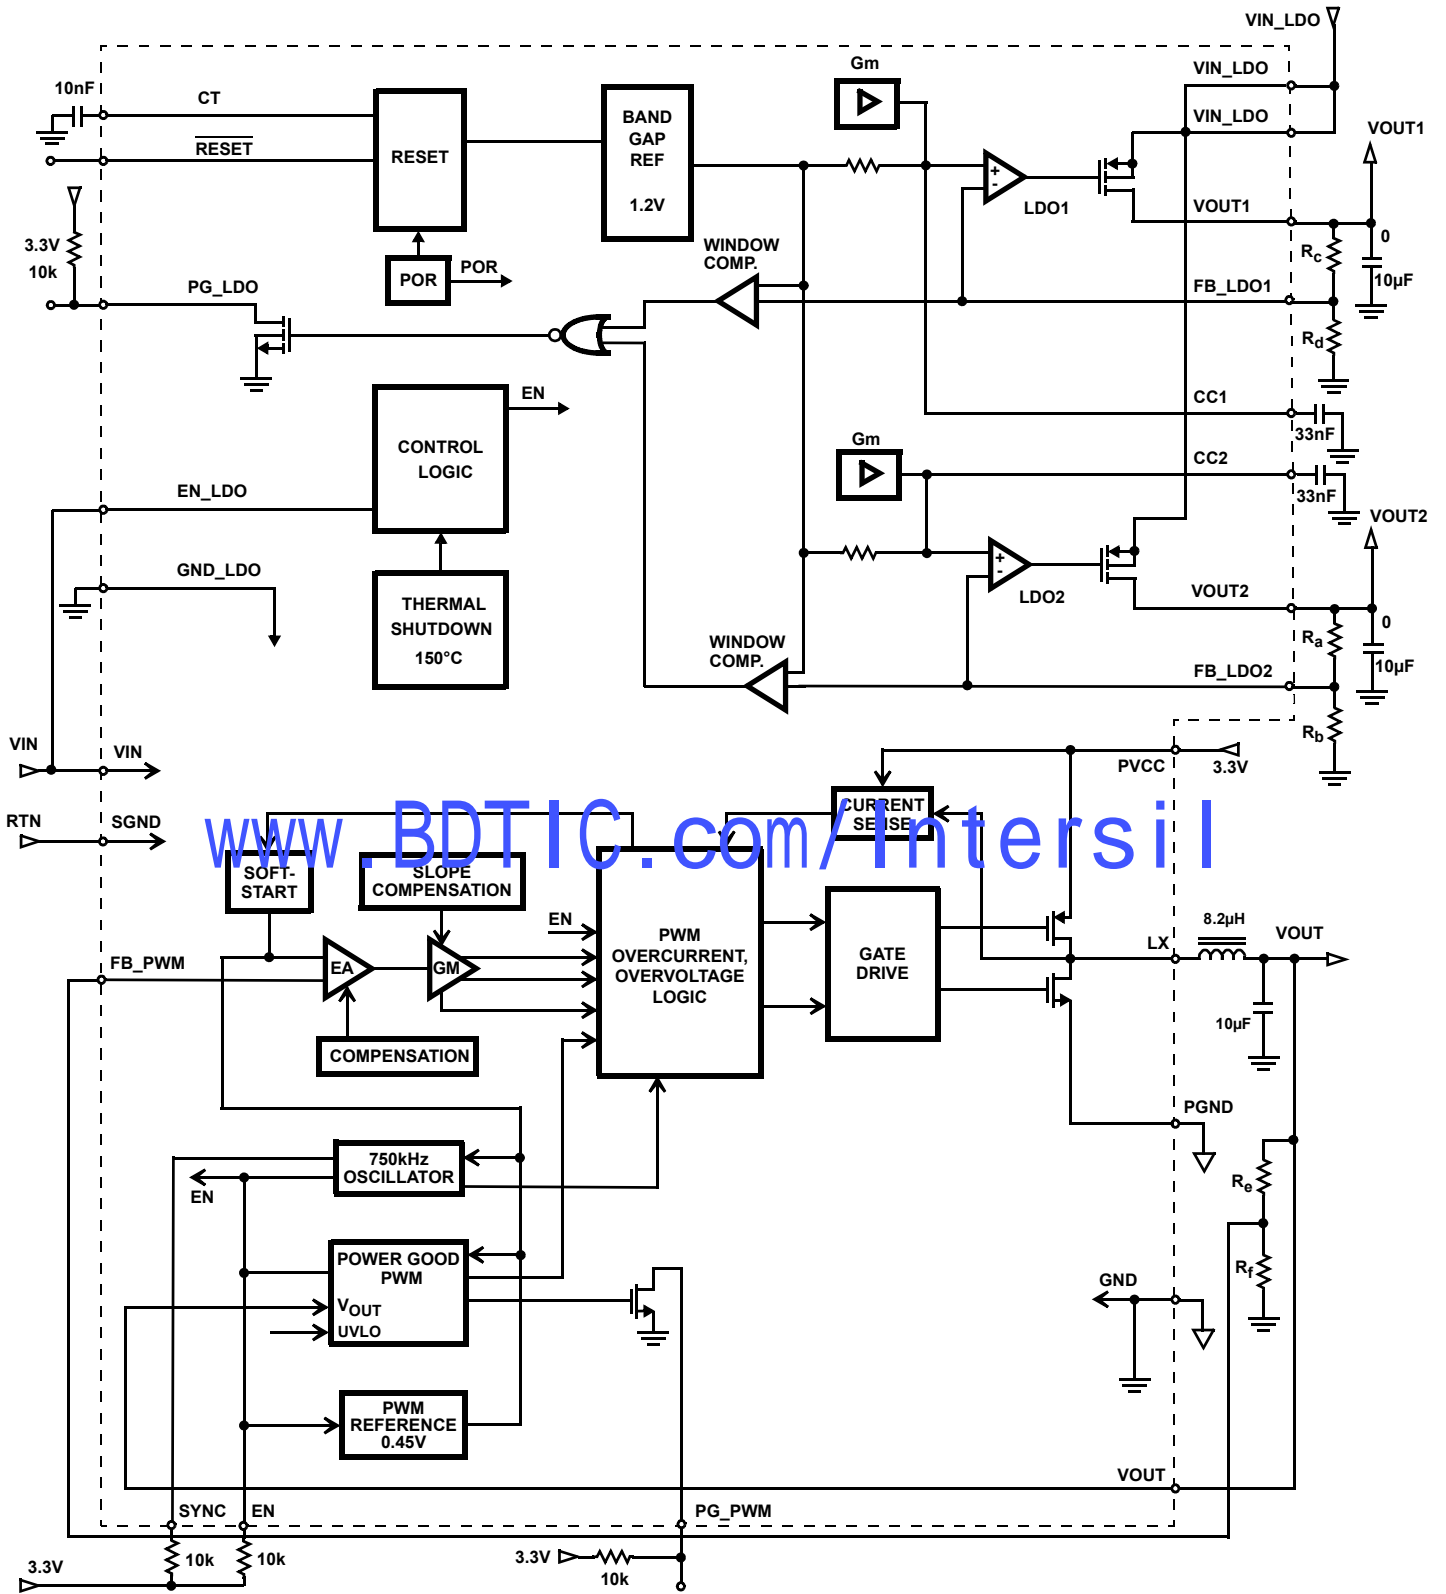 VIN_LDO
Gm
VIN_LDO
10nF
CT
BAND
GAP
REF
1.2V
VIN_LDO
VOUT1
RESET
RESET
+
-
LDO1
VOUT1
0
3.3V
10k
WINDOW
COMP.
Rc
POR
POR
10µF
PG_LDO
FB_LDO1
Rd
EN
CC1
33nF
CONTROL
LOGIC
Gm
CC2
33nF
EN_LDO
VOUT2
GND_LDO
+
-
LDO2
VOUT2
THERMAL
SHUTDOWN
150°C
0
WINDOW
COMP.
Ra
10µF
FB_LDO2
Rb
VIN
VIN
PVCC
3.3V
RTN
SGND
CURRENT
SENSE
www.BDTIC.com/Intersil
SOFT-
START
SLOPE
COMPENSATION
EN
PWM
OVERCURRENT,
OVERVOLTAGE
LOGIC
GATE
DRIVE
8.2µH
LX
VOUT
FB_PWM
EA
GM
10µF
COMPENSATION
PGND
750kHz
OSCILLATOR
EN
Re
POWER GOOD
PWM
VOUT
UVLO
GND
Rf
PWM
REFERENCE
0.45V
VOUT
SYNC
EN
PG_PWM
10k
10k
3.3V
3.3V
10k